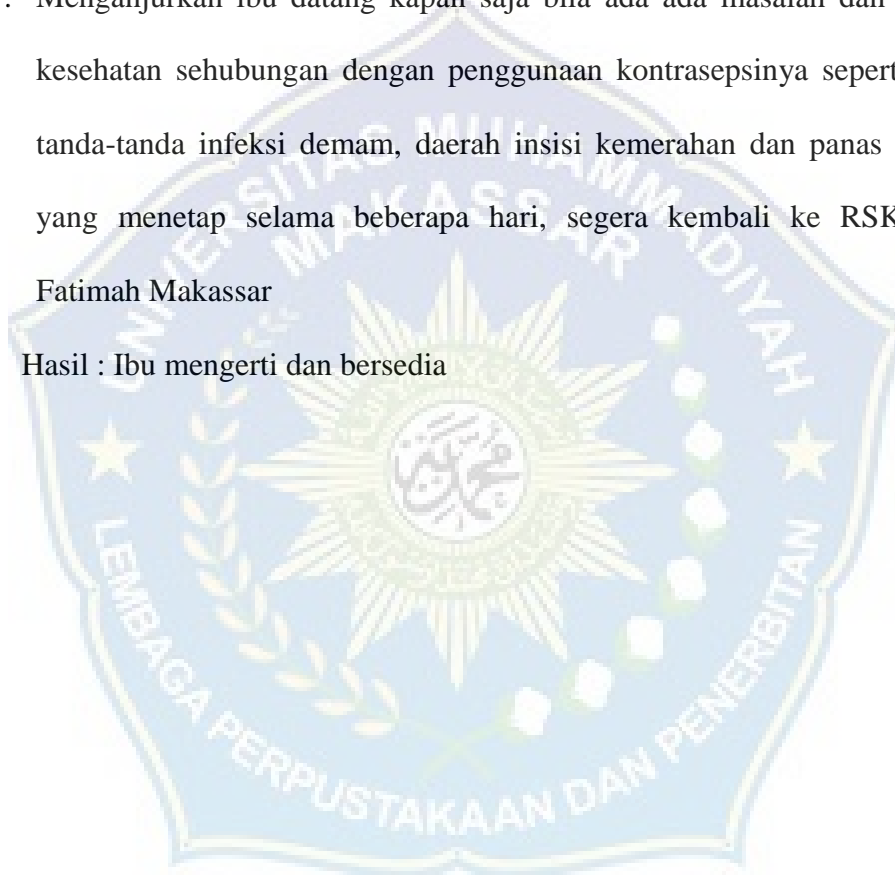 . Menganjurkan ibu datang kapan saja bila ada ada masalah dan
kesehatan sehubungan dengan penggunaan kontrasepsinya sepert
tanda-tanda infeksi demam, daerah insisi kemerahan dan panas
yang menetap selama beberapa hari, segera kembali ke RSK
Fatimah Makassar
Hasil : Ibu mengerti dan bersedia
UNIVERSITAS MUHAMMADIYAH
MAKASSAR
محمد
LEMBAGA PERPUSTAKAAN DAN PENERBITAN